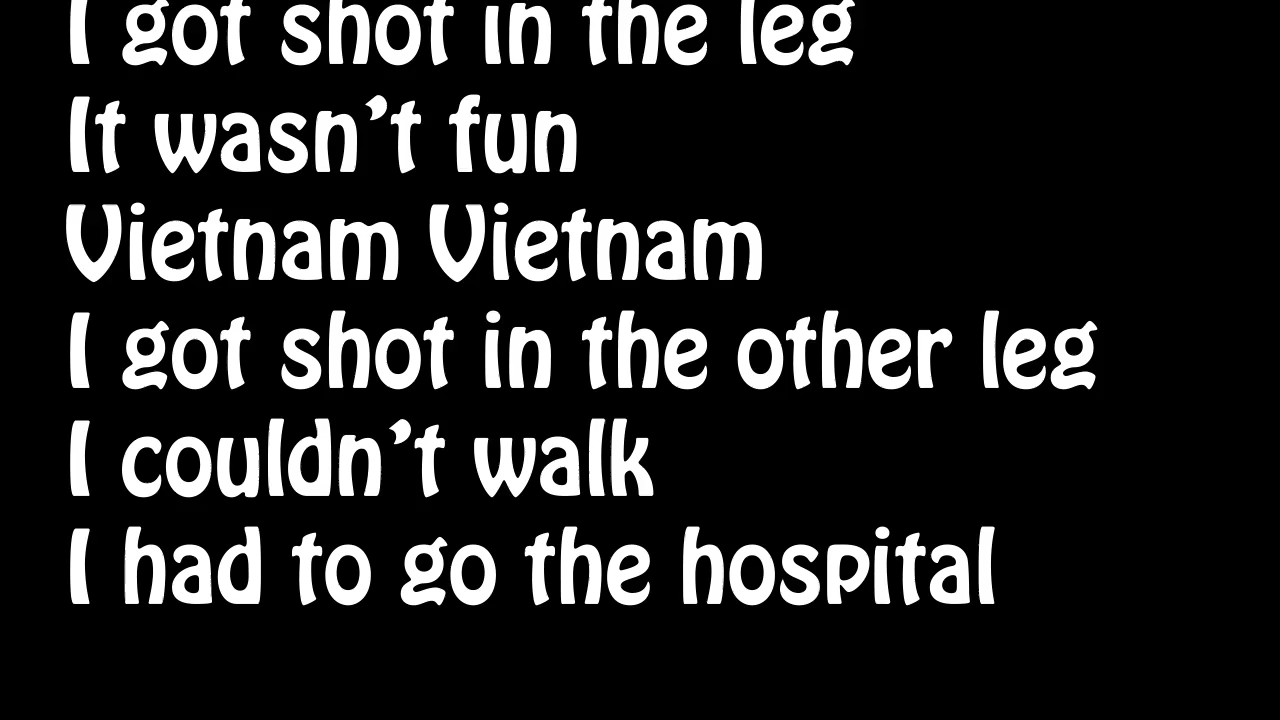 I got shot in the leg
It wasn't fun
Vietnam Vietnam
I got shot in the other leg
I couldn't walk
I had to go the hospital